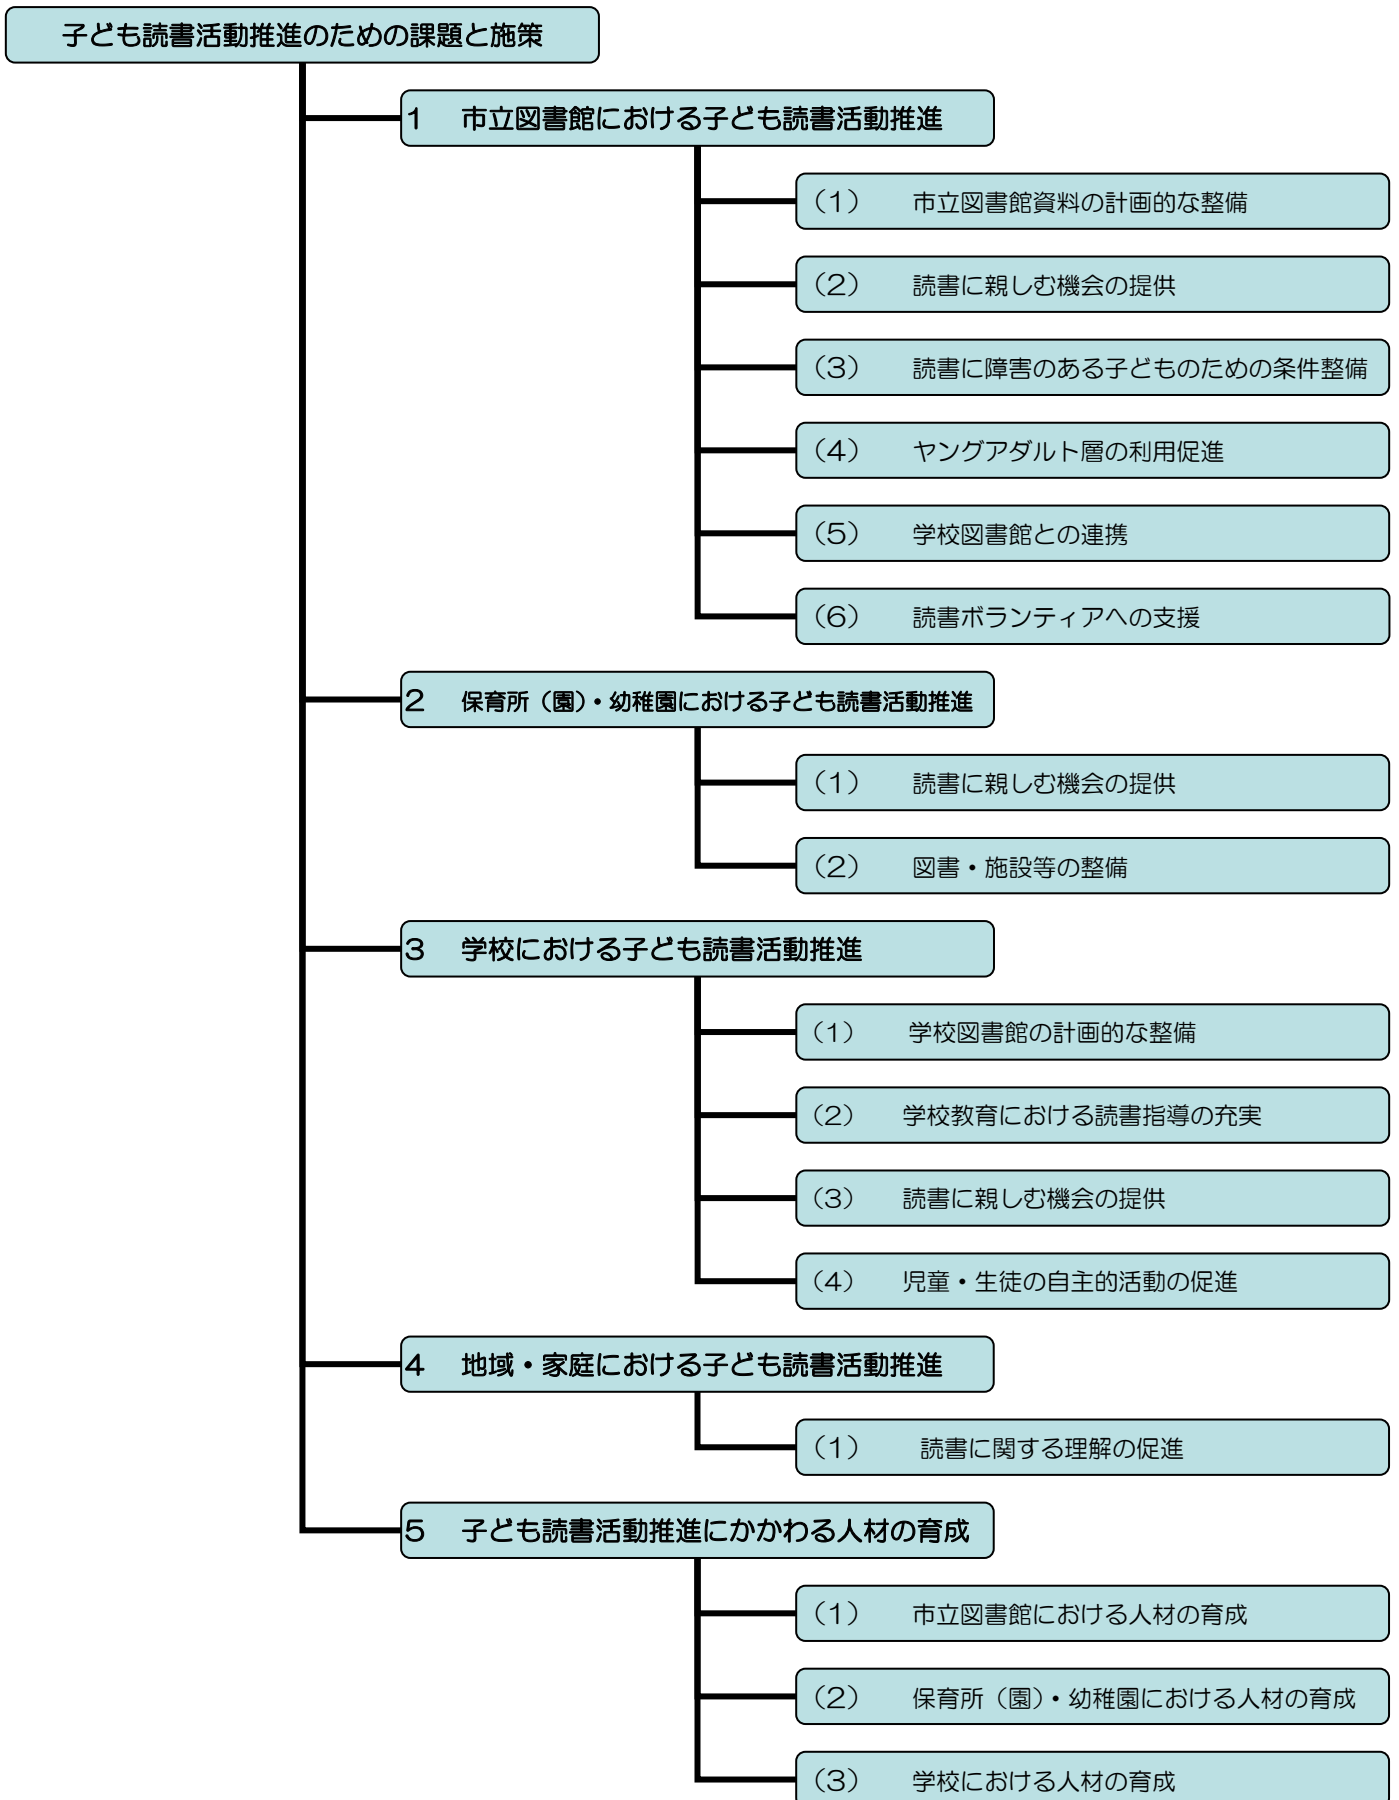 子ども読書活動推進のための課題と施策
1 市立図書館における子ども読書活動推進
（1） 市立図書館資料の計画的な整備
（2） 読書に親しむ機会の提供
（3） 読書に障害のある子どものための条件整備
（4） ヤングアダルト層の利用促進
（5） 学校図書館との連携
（6） 読書ボランティアへの支援
2 保育所（園）・幼稚園における子ども読書活動推進
（1） 読書に親しむ機会の提供
（2） 図書・施設等の整備
3 学校における子ども読書活動推進
（1） 学校図書館の計画的な整備
（2） 学校教育における読書指導の充実
（3） 読書に親しむ機会の提供
（4） 児童・生徒の自主的活動の促進
4 地域・家庭における子ども読書活動推進
（1） 読書に関する理解の促進
5 子ども読書活動推進にかかわる人材の育成
（1） 市立図書館における人材の育成
（2） 保育所（園）・幼稚園における人材の育成
（3） 学校における人材の育成